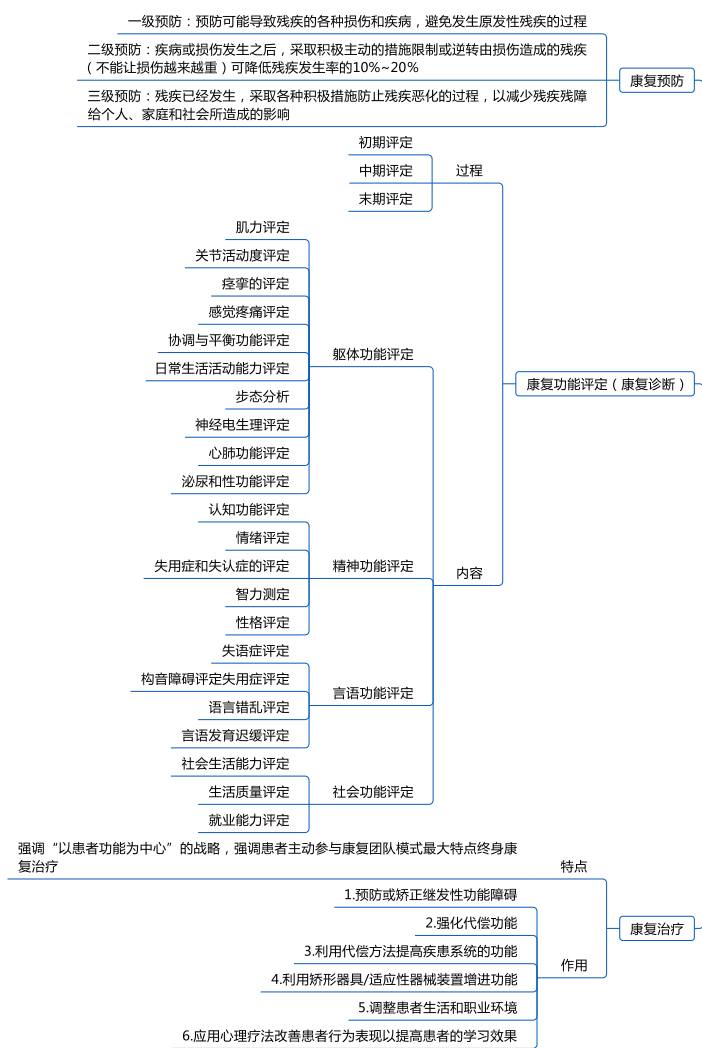 一级预防：预防可能导致残疾的各种损伤和疾病，避免发生原发性残疾的过程
二级预防：疾病或损伤发生之后，采取积极主动的措施限制或逆转由损伤造成的残疾
（不能让损伤越来越重）可降低残疾发生率的10%~20%
康复预防
三级预防：残疾已经发生，采取各种积极措施防止残疾恶化的过程，以减少残疾残障
给个人、家庭和社会所造成的影响
初期评定
中期评定
过程
末期评定
肌力评定
关节活动度评定
痉挛的评定
感觉疼痛评定
协调与平衡功能评定
躯体功能评定
日常生活活动能力评定
康复功能评定（康复诊断）
步态分析
神经电生理评定
心肺功能评定
泌尿和性功能评定
认知功能评定
情绪评定
失用症和失认症的评定
精神功能评定
内容
智力测定
性格评定
失语症评定
构音障碍评定失用症评定
言语功能评定
语言错乱评定
言语发育迟缓评定
社会生活能力评定
生活质量评定
社会功能评定
就业能力评定
强调“以患者功能为中心”的战略，强调患者主动参与康复团队模式最大特点终身康
复治疗
特点
1.预防或矫正继发性功能障碍
2.强化代偿功能
康复治疗
3.利用代偿方法提高疾患系统的功能
作用
4.利用矫形器具/适应性器械装置增进功能
5.调整患者生活和职业环境
6.应用心理疗法改善患者行为表现以提高患者的学习效果